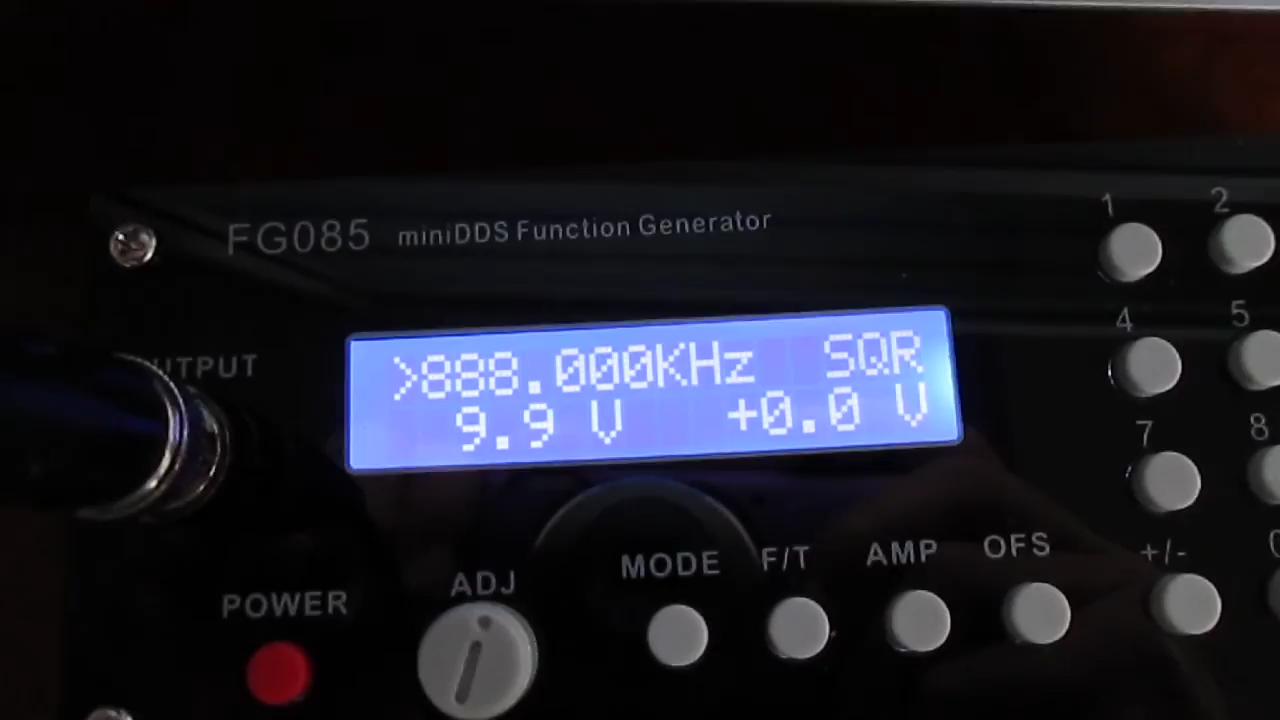 FG085 miniDDS Function Generator
1 2
>888.000KHz SQR
9.9 V +0.0 V
4 5
7 8
MODE F/T AMP OFS +/-
POWER ADJ